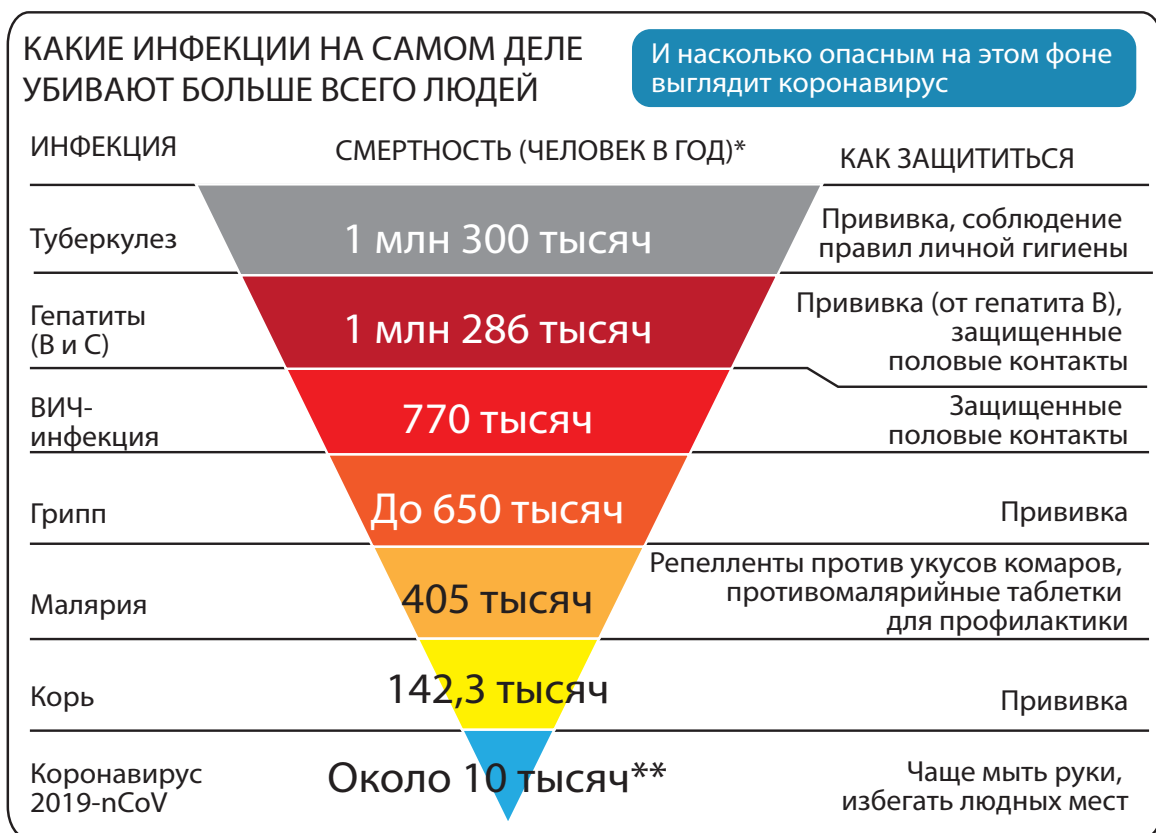 КАКИЕ ИНФЕКЦИИ НА САМОМ ДЕЛЕ
УБИВАЮТ БОЛЬШЕ ВСЕГО ЛЮДЕЙ
И насколько опасным на этом фоне
выглядит коронавирус
ИНФЕКЦИЯ
СМЕРТНОСТЬ (ЧЕЛОВЕК В ГОД)*
КАК ЗАЩИТИТЬСЯ
Туберкулез
1 млн 300 тысяч
Прививка, соблюдение
правил личной гигиены
Гепатиты
(В и С)
1 млн 286 тысяч
Прививка (от гепатита В),
защищенные
половые контакты
ВИЧ-
инфекция
770 тысяч
Защищенные
половые контакты
Грипп
До 650 тысяч
Прививка
Малярия
405 тысяч
Репелленты против укусов комаров,
противомалярийные таблетки
для профилактики
Корь
142,3 тысяч
Прививка
Коронавирус
2019-nCoV
Около 10 тысяч**
Чаще мыть руки,
избегать людных мест